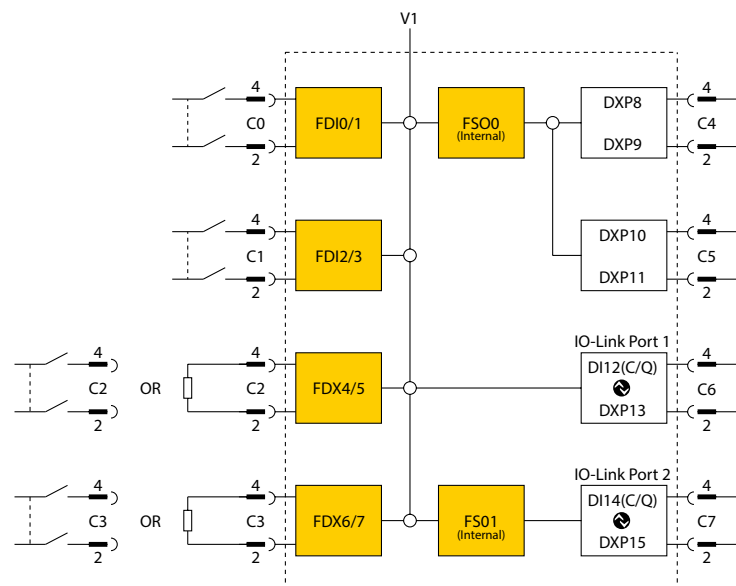 V1
4
C0
2
FDI0/1
FSO0
(Internal)
DXP8
DXP9
4
C4
2
4
C1
2
FDI2/3
DXP10
DXP11
4
C5
2
4
C2
2
OR
4
C2
2
FDX4/5
IO-Link Port 1
DI12(C/Q)
DXP13
4
C6
2
4
C3
2
OR
4
C3
2
FDX6/7
FS01
(Internal)
IO-Link Port 2
DI14(C/Q)
DXP15
4
C7
2